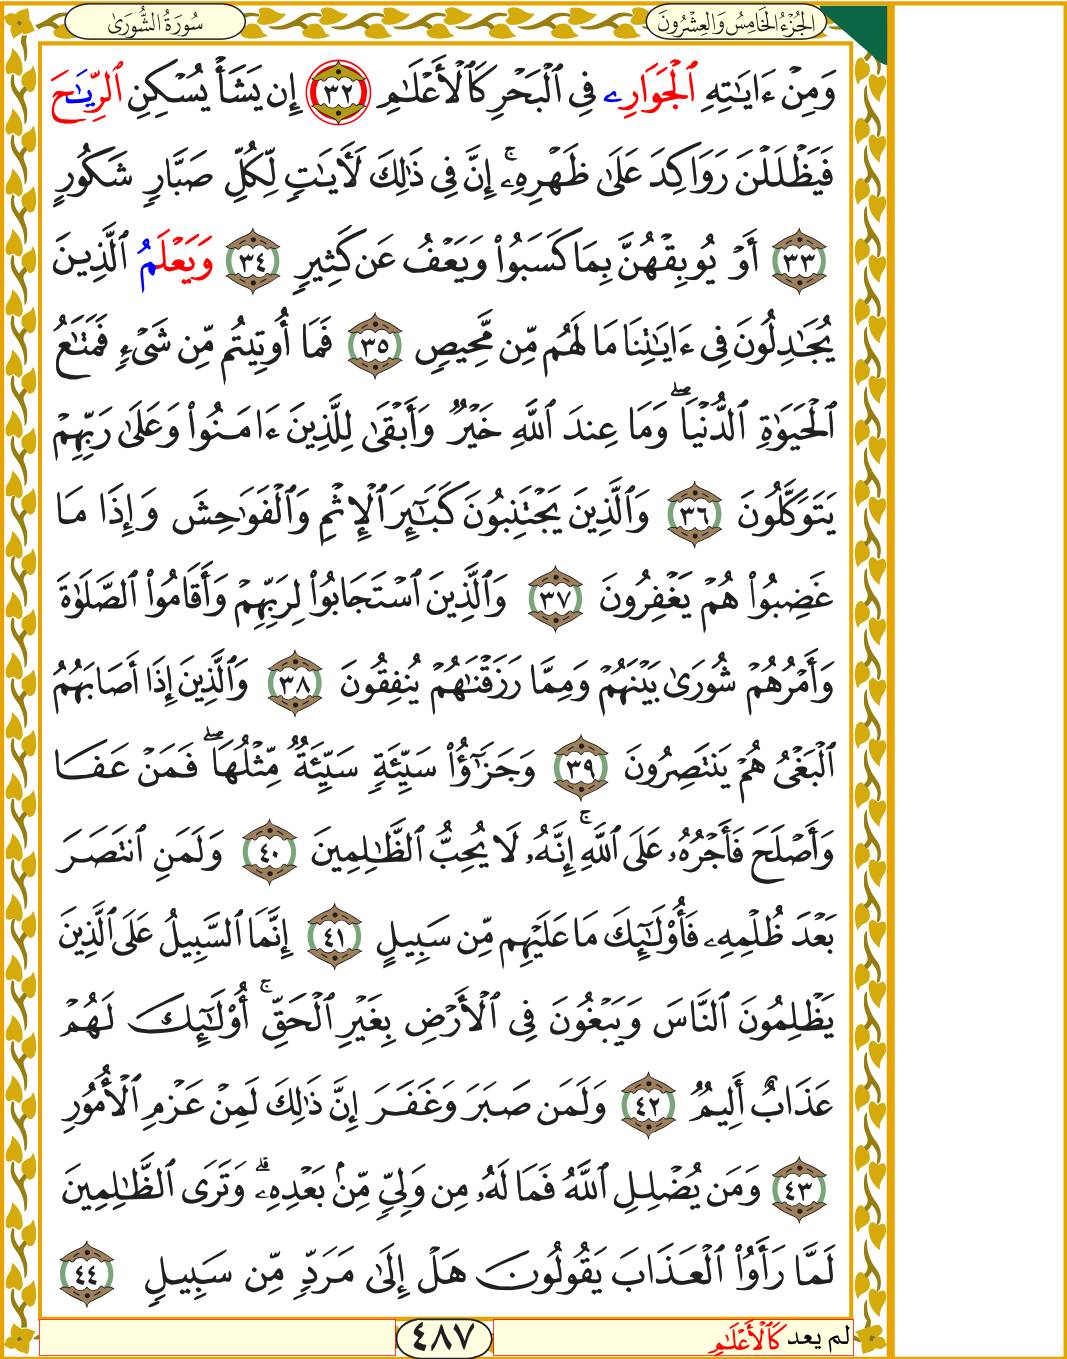 سُورَةُ الشُّورَىٰ
الجُزْءُ الخَامِسُ وَالعِشْرُونَ
وَمِنْ ءَايَـٰتِهِ ٱلْجَوَارِۦ فِى ٱلْبَحْرِ كَٱلْأَعْلَـٰمِ ٣٢ إِن يَشَأْ يُسْكِنِ ٱلرِّيَـٰحَ
فَيَظْلَلْنَ رَوَاكِدَ عَلَىٰ ظَهْرِهِۦٓ ۚ إِنَّ فِى ذَٰلِكَ لَـَٔايَـٰتٍ لِّكُلِّ صَبَّارٍ شَكُورٍ
٣٣ أَوْ يُوبِقْهُنَّ بِمَا كَسَبُوا۟ وَيَعْفُ عَن كَثِيرٍ ٣٤ وَيَعْلَمُ ٱلَّذِينَ
يُجَـٰدِلُونَ فِى ءَايَـٰتِنَا مَا لَهُم مِّن مَّحِيصٍ ٣٥ فَمَا أُوتِيتُم مِّن شَىْءٍ فَمَتَـٰعُ
ٱلْحَيَوٰةِ ٱلدُّنْيَا ۖ وَمَا عِندَ ٱللَّهِ خَيْرٌ وَأَبْقَىٰ لِلَّذِينَ ءَامَنُوا۟ وَعَلَىٰ رَبِّهِمْ
يَتَوَكَّلُونَ ٣٦ وَٱلَّذِينَ يَجْتَنِبُونَ كَبَـٰٓئِرَ ٱلْإِثْمِ وَٱلْفَوَٰحِشَ وَإِذَا مَا
غَضِبُوا۟ هُمْ يَغْفِرُونَ ٣٧ وَٱلَّذِينَ ٱسْتَجَابُوا۟ لِرَبِّهِمْ وَأَقَامُوا۟ ٱلصَّلَوٰةَ
وَأَمْرُهُمْ شُورَىٰ بَيْنَهُمْ وَمِمَّا رَزَقْنَـٰهُمْ يُنفِقُونَ ٣٨ وَٱلَّذِينَ إِذَا أَصَابَهُمُ
ٱلْبَغْىُ هُمْ يَنتَصِرُونَ ٣٩ وَجَزَٰٓؤُا۟ سَيِّئَةٍ سَيِّئَةٌ مِّثْلُهَا ۖ فَمَنْ عَفَا
وَأَصْلَحَ فَأَجْرُهُۥ عَلَى ٱللَّهِ ۚ إِنَّهُۥ لَا يُحِبُّ ٱلظَّـٰلِمِينَ ٤٠ وَلَمَنِ ٱنتَصَرَ
بَعْدَ ظُلْمِهِۦ فَأُو۟لَـٰٓئِكَ مَا عَلَيْهِم مِّن سَبِيلٍ ٤١ إِنَّمَا ٱلسَّبِيلُ عَلَى ٱلَّذِينَ
يَظْلِمُونَ ٱلنَّاسَ وَيَبْغُونَ فِى ٱلْأَرْضِ بِغَيْرِ ٱلْحَقِّ ۚ أُو۟لَـٰٓئِكَ لَهُمْ
عَذَابٌ أَلِيمٌ ٤٢ وَلَمَن صَبَرَ وَغَفَرَ إِنَّ ذَٰلِكَ لَمِنْ عَزْمِ ٱلْأُمُورِ
٤٣ وَمَن يُضْلِلِ ٱللَّهُ فَمَا لَهُۥ مِن وَلِىٍّ مِّنۢ بَعْدِهِۦ ۗ وَتَرَى ٱلظَّـٰلِمِينَ
لَمَّا رَأَوُا۟ ٱلْعَذَابَ يَقُولُونَ هَلْ إِلَىٰ مَرَدٍّ مِّن سَبِيلٍ ٤٤
لم يعد كَٱلْأَعْلَـٰمِ
٤٨٧